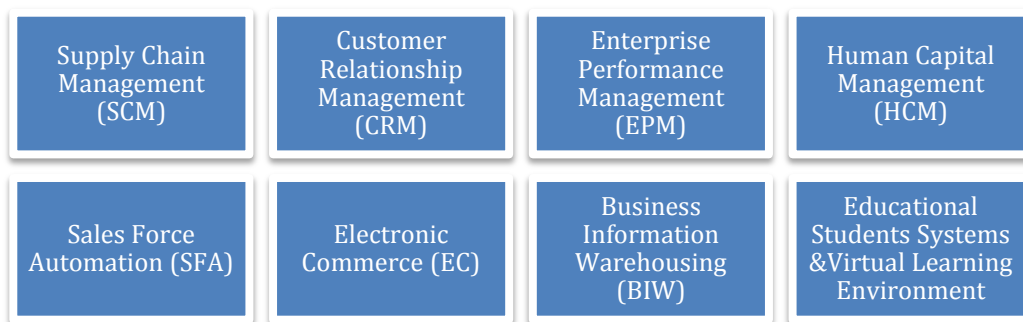 Supply Chain
Management
(SCM)
Customer
Relationship
Management
(CRM)
Enterprise
Performance
Management
(EPM)
Human Capital
Management
(HCM)
Sales Force
Automation (SFA)
Electronic
Commerce (EC)
Business
Information
Warehousing
(BIW)
Educational
Students Systems
&Virtual Learning
Environment